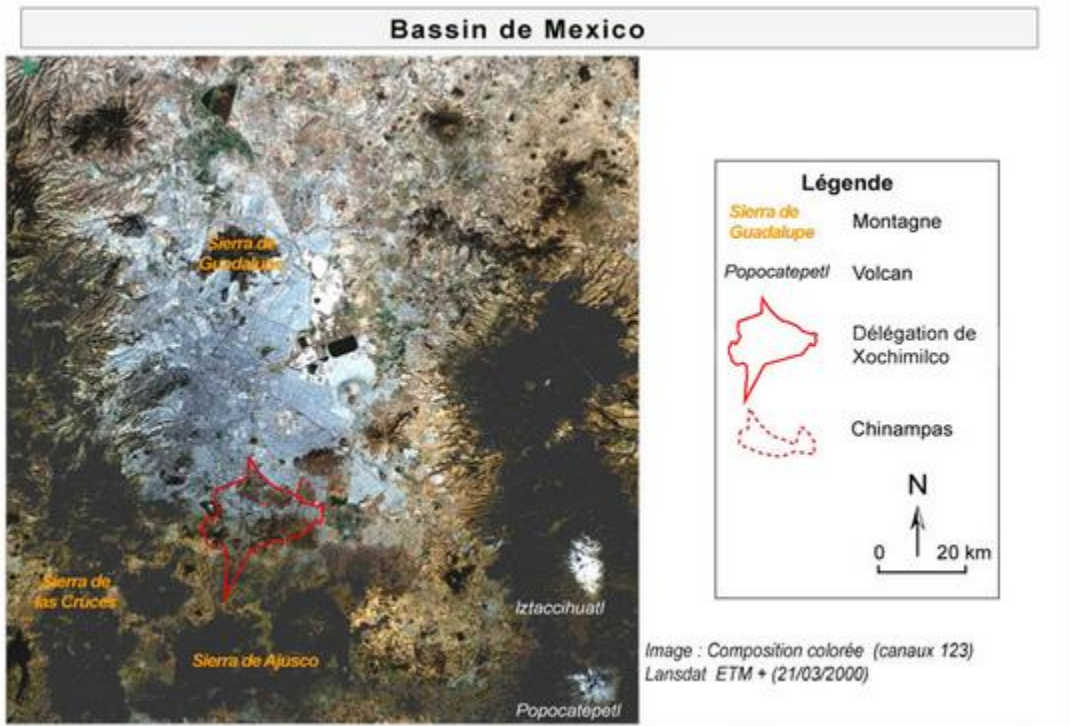 Bassin de Mexico
Sierra de
Guadalupe
Sierra de
las Cruces
Sierra de Ajusco
Iztaccihuatl
Popocatepetl
Légende
Sierra de
Guadalupe
Montagne
Popocatepetl
Volcan
Délégation de
Xochimilco
Chinampas
N
0 20 km
Image : Composition colorée (canaux 123)
Lansdat ETM + (21/03/2000)